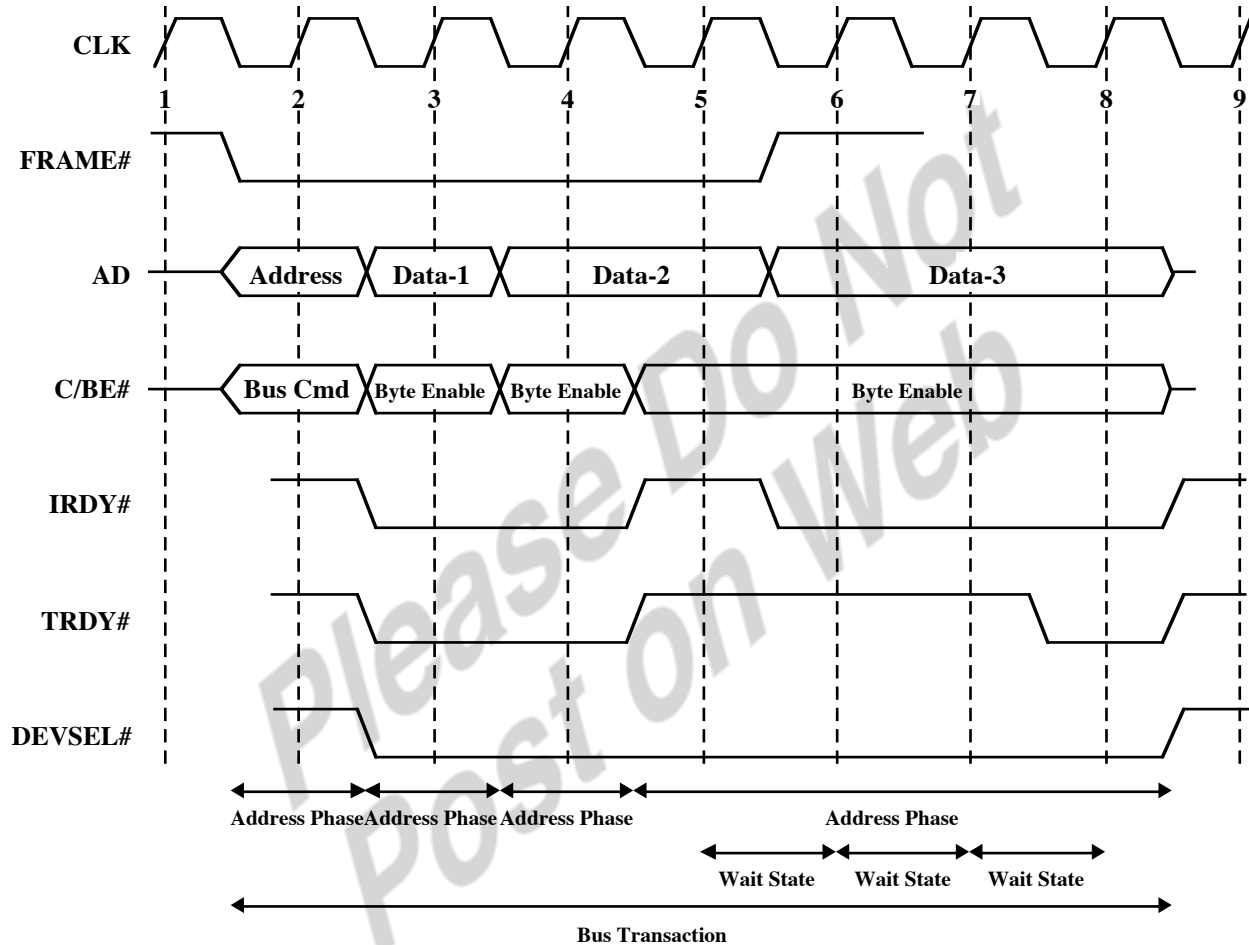 CLK
1 2 3 4 5 6 7 8 9
FRAME#
AD
Address Data-1 Data-2 Data-3
C/BE#
Bus Cmd Byte Enable Byte Enable Byte Enable
IRDY#
TRDY#
DEVSEL#
Address Phase Address Phase Address Phase Address Phase
Wait State Wait State Wait State
Bus Transaction
Please Do Not
Post on Web